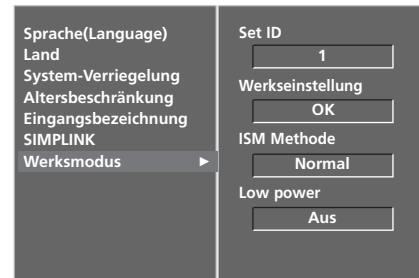 Sprache(Language)
Land
System-Verriegelung
Altersbeschränkung
Eingangsbezeichnung
SIMPLINK
Werksmodus ►
Set ID
1
Werkseinstellung
OK
ISM Methode
Normal
Low power
Aus